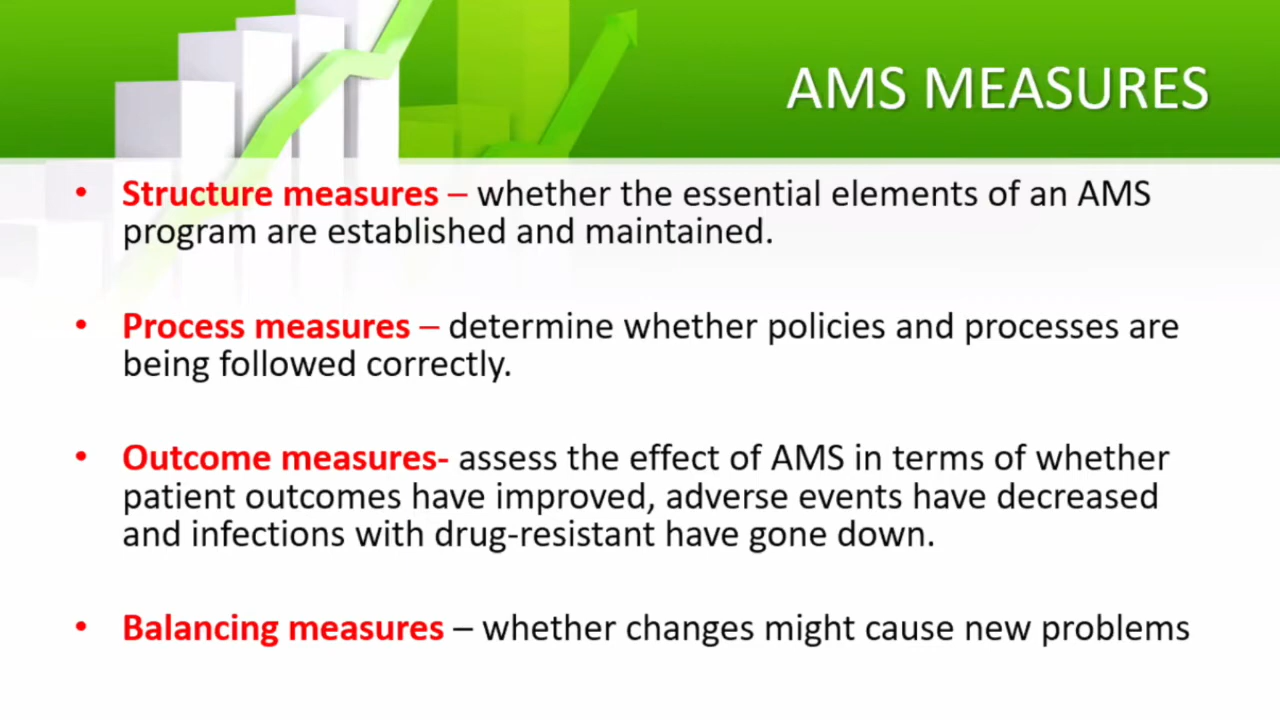 AMS MEASURES
• Structure measures – whether the essential elements of an AMS
program are established and maintained.
• Process measures – determine whether policies and processes are
being followed correctly.
• Outcome measures- assess the effect of AMS in terms of whether
patient outcomes have improved, adverse events have decreased
and infections with drug-resistant have gone down.
• Balancing measures – whether changes might cause new problems